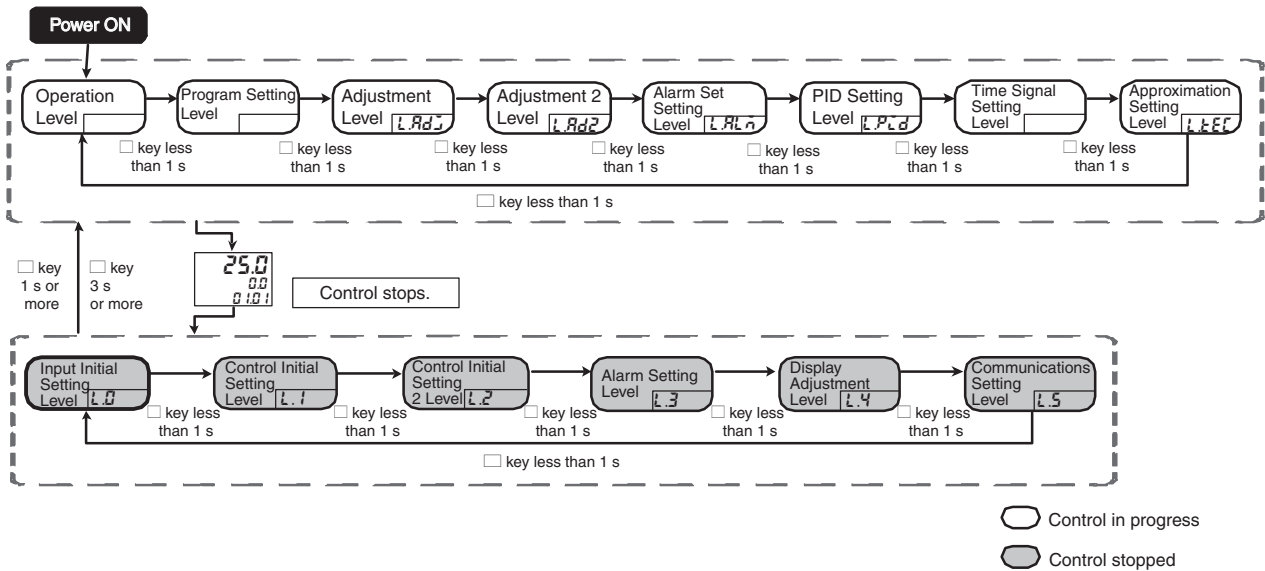 Power ON
Operation
Level
Program Setting
Level
Adjustment
Level L.AdJ
Adjustment 2
Level L.Ad2
Alarm Set
Setting
Level L.ALM
PID Setting
Level L.PID
Time Signal
Setting
Level
Approximation
Setting
Level L.tEC
□ key less
than 1 s
□ key less
than 1 s
□ key less
than 1 s
□ key less
than 1 s
□ key less
than 1 s
□ key less
than 1 s
□ key less
than 1 s
□ key less than 1 s
□ key
1 s or
more
□ key
3 s
or more
25.0
0.0
01.01
Control stops.
Input Initial
Setting
Level L.0
Control Initial
Setting
Level L.1
Control Initial
Setting
2 Level L.2
Alarm Setting
Level L.3
Display
Adjustment
Level L.4
Communications
Setting
Level L.5
□ key less
than 1 s
□ key less
than 1 s
□ key less
than 1 s
□ key less
than 1 s
□ key less
than 1 s
□ key less than 1 s
Control in progress
Control stopped